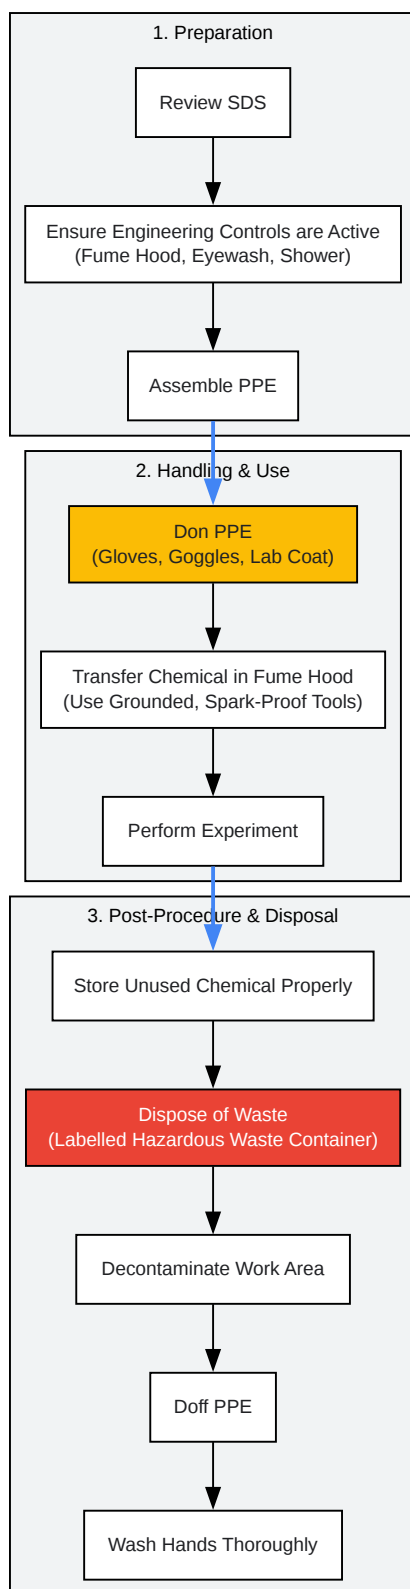 1. Preparation
Review SDS
Ensure Engineering Controls are Active
(Fume Hood, Eyewash, Shower)
Assemble PPE
2. Handling & Use
Don PPE
(Gloves, Goggles, Lab Coat)
Transfer Chemical in Fume Hood
(Use Grounded, Spark-Proof Tools)
Perform Experiment
3. Post-Procedure & Disposal
Store Unused Chemical Properly
Dispose of Waste
(Labelled Hazardous Waste Container)
Decontaminate Work Area
Doff PPE
Wash Hands Thoroughly